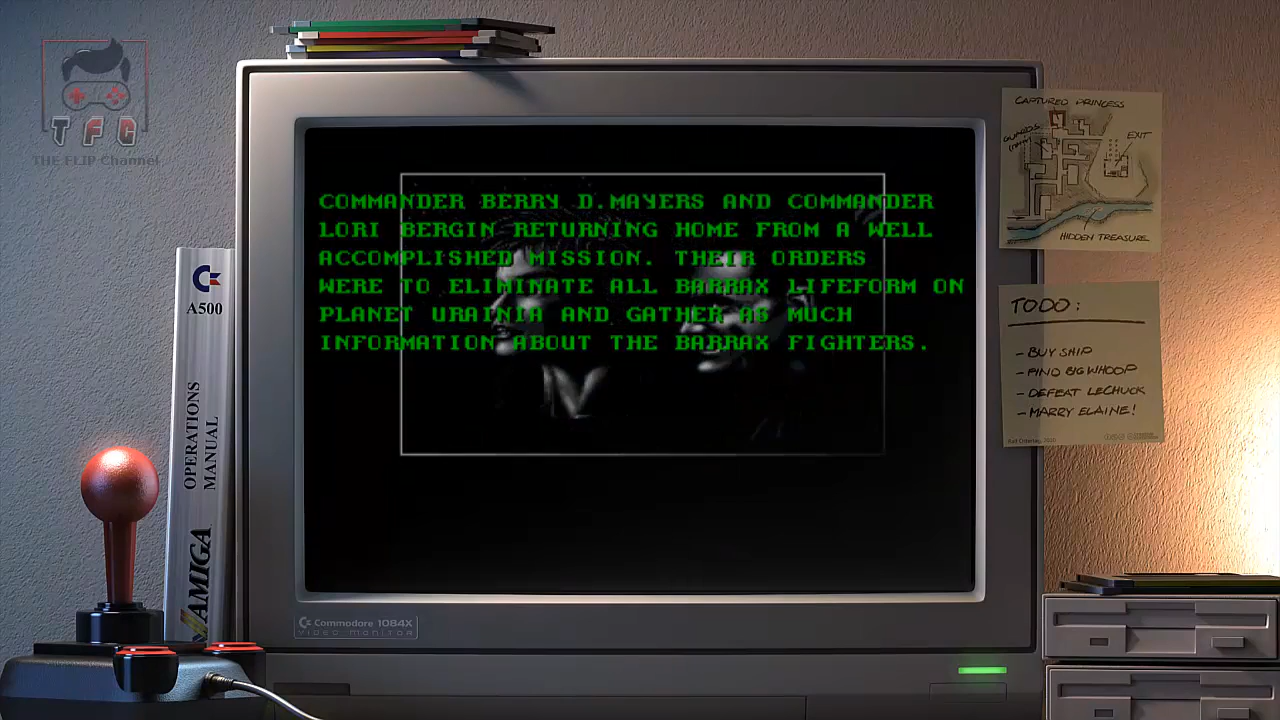 TFC
THE FLIP Channel
COMMANDER BERRY D.MAYERS AND COMMANDER
LORI BERGIN RETURNING HOME FROM A WELL
ACCOMPLISHED MISSION. THEIR ORDERS
WERE TO ELIMINATE ALL BARRAX LIFEFORM ON
PLANET URAINIA AND GATHER AS MUCH
INFORMATION ABOUT THE BARRAX FIGHTERS.
CAPTURED PRINCESS
GUARDS
EXIT
HIDDEN TREASURE
TODO:
- BUY SHIP
- FIND BIG WHOOP
- DEFEAT LECHUCK
- MARRY ELAINE!
A500
OPERATIONS
MANUAL
AMIGA
Commodore 1084X
VIDEO MONITOR